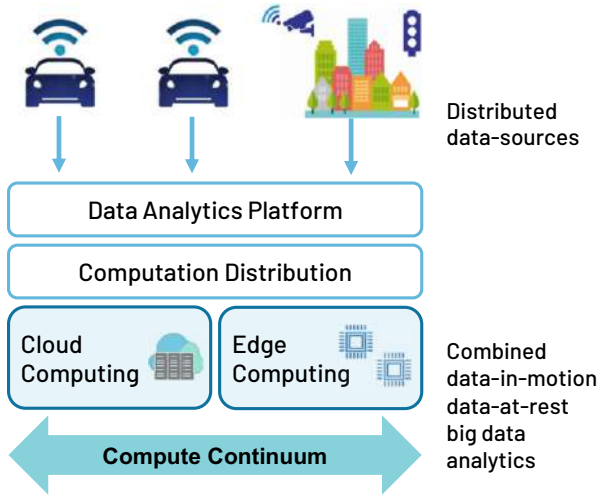 Distributed
data-sources
Data Analytics Platform
Computation Distribution
Cloud
Computing
Edge
Computing
Combined
data-in-motion
data-at-rest
big data
analytics
Compute Continuum